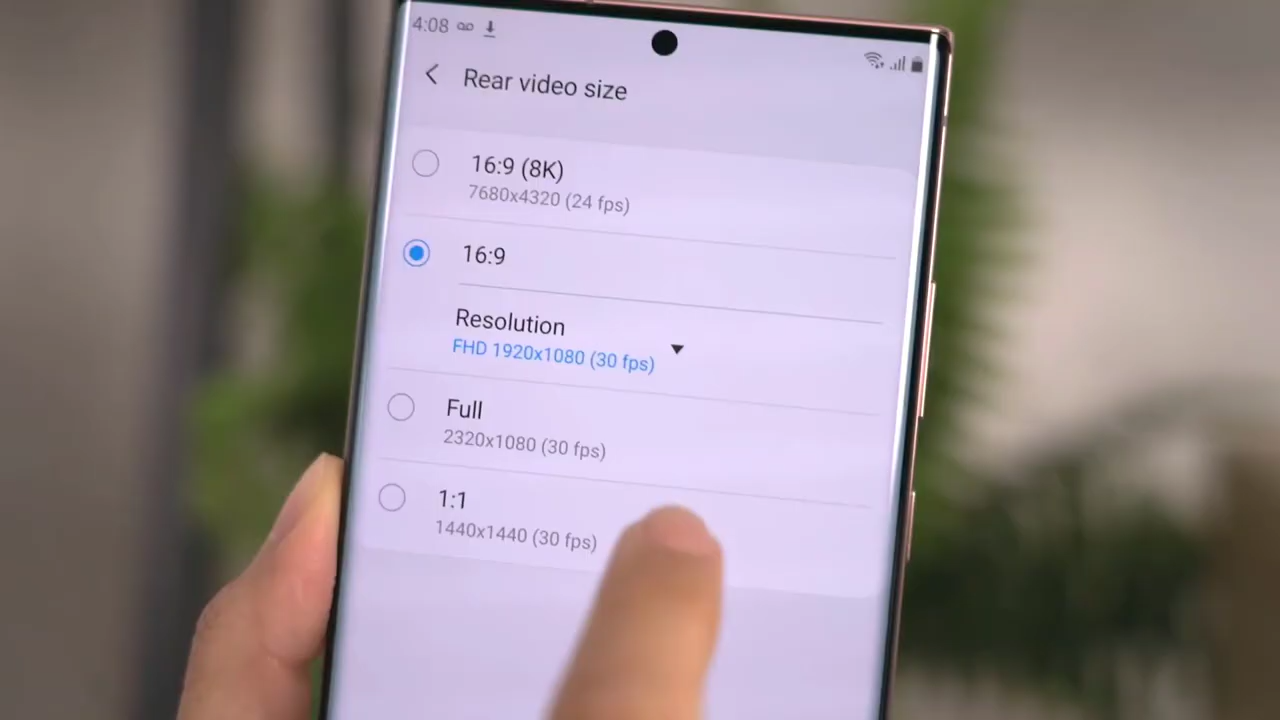 4:08
Rear video size
16:9 (8K)
7680x4320 (24 fps)
16:9
Resolution
FHD 1920x1080 (30 fps)
Full
2320x1080 (30 fps)
1:1
1440x1440 (30 fps)